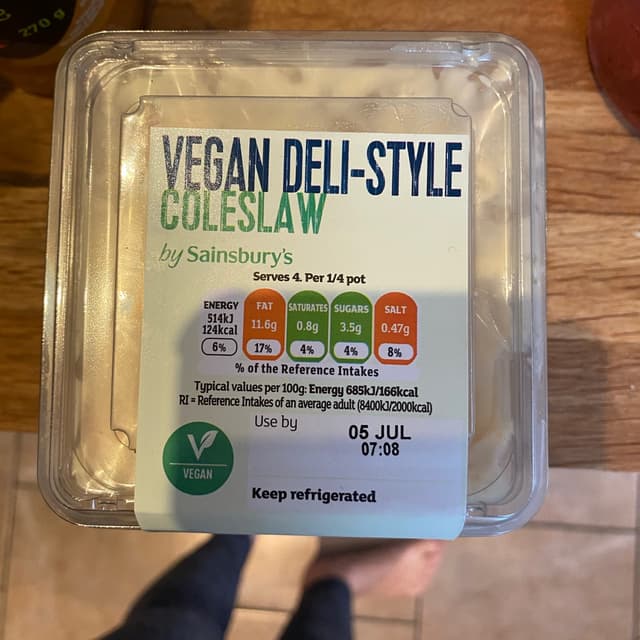 270 g
VEGAN DELI-STYLE
COLESLAW
by Sainsbury's
Serves 4. Per 1/4 pot
ENERGY 514kJ 124kcal 6%
FAT 11.6g 17%
SATURATES 0.8g 4%
SUGARS 3.5g 4%
SALT 0.47g 8%
% of the Reference Intakes
Typical values per 100g: Energy 685kJ/166kcal
RI = Reference Intakes of an average adult (8400kJ/2000kcal)
Use by
05 JUL
07:08
V
VEGAN
Keep refrigerated